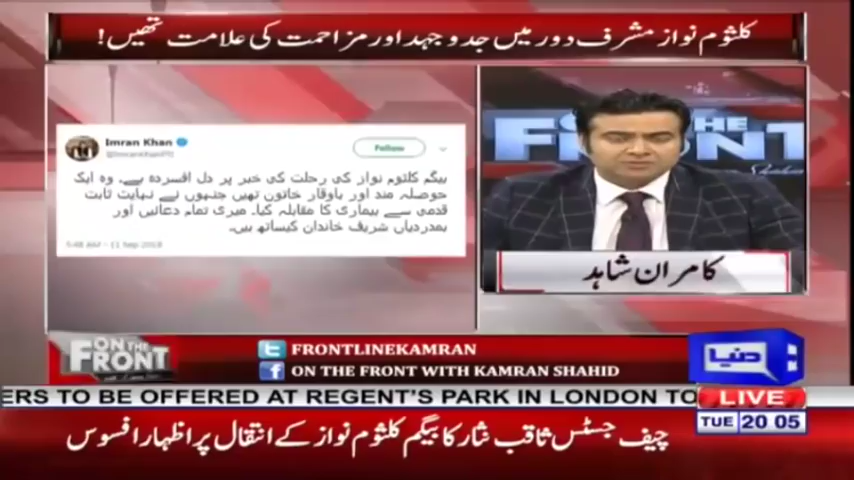 کلثوم نواز مشرف دور میں جدوجہد اور مزاحمت کی علامت تھیں!
Imran Khan
@ImranKhanPTI
Follow
بیگم کلثوم نواز کی رحلت کی خبر پر دل افسردہ ہے۔ وہ ایک
حوصلہ مند اور باوقار خاتون تھیں جنہوں نے نہایت ثابت
قدمی سے بیماری کا مقابلہ کیا۔ میری تمام دعائیں اور
ہمدردیاں شریف خاندان کیساتھ ہیں۔
5:48 AM - 11 Sep 2018
THE
FRONT
کامران شاہد
ON THE
FRONT
FRONTLINEKAMRAN
ON THE FRONT WITH KAMRAN SHAHID
دنیا
ERS TO BE OFFERED AT REGENT'S PARK IN LONDON TO
LIVE
TUE 20 05
چیف جسٹس ثاقب نثار کا بیگم کلثوم نواز کے انتقال پر اظہار افسوس